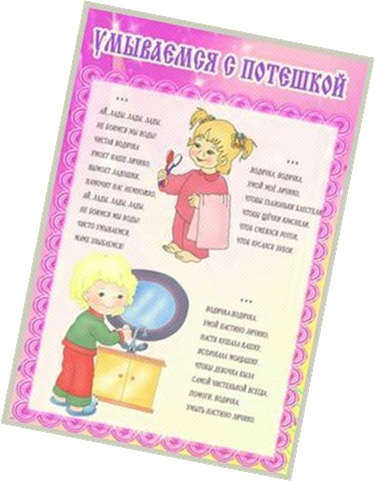 УМЫВАЕМСЯ С ПОТЕШКОЙ
***
АЙ, ЛАДЫ, ЛАДЫ, ЛАДЫ,
НЕ БОИМСЯ МЫ ВОДЫ!
ЧИСТАЯ ВОДИЧКА
УМОЕТ НАШЕ ЛИЧИКО,
ВЫМОЕТ ЛАДОШКИ,
НАМОЧИТ НАС НЕМНОЖКО.
АЙ, ЛАДЫ, ЛАДЫ, ЛАДЫ,
НЕ БОИМСЯ МЫ ВОДЫ!
ЧИСТО УМЫВАЕМСЯ,
МАМЕ УЛЫБАЕМСЯ!
***
ВОДИЧКА, ВОДИЧКА,
УМОЙ МОЁ ЛИЧИКО,
ЧТОБЫ ГЛАЗОНЬКИ БЛЕСТЕЛИ,
ЧТОБЫ ЩЁЧКИ КРАСНЕЛИ,
ЧТОБ СМЕЯЛСЯ РОТОК,
ЧТОБ КУСАЛСЯ ЗУБОК
***
ВОДИЧКА-ВОДИЧКА,
УМОЙ НАСТИНО ЛИЧИКО,
НАСТЯ КУШАЛА КАШКУ,
ИСПАЧКАЛА МОРДАШКУ.
ЧТОБЫ ДЕВОЧКА БЫЛА
САМОЙ ЧИСТЕНЬКОЙ ВСЕГДА,
ПОМОГИ, ВОДИЧКА,
УМЫТЬ НАСТИНО ЛИЧИКО.